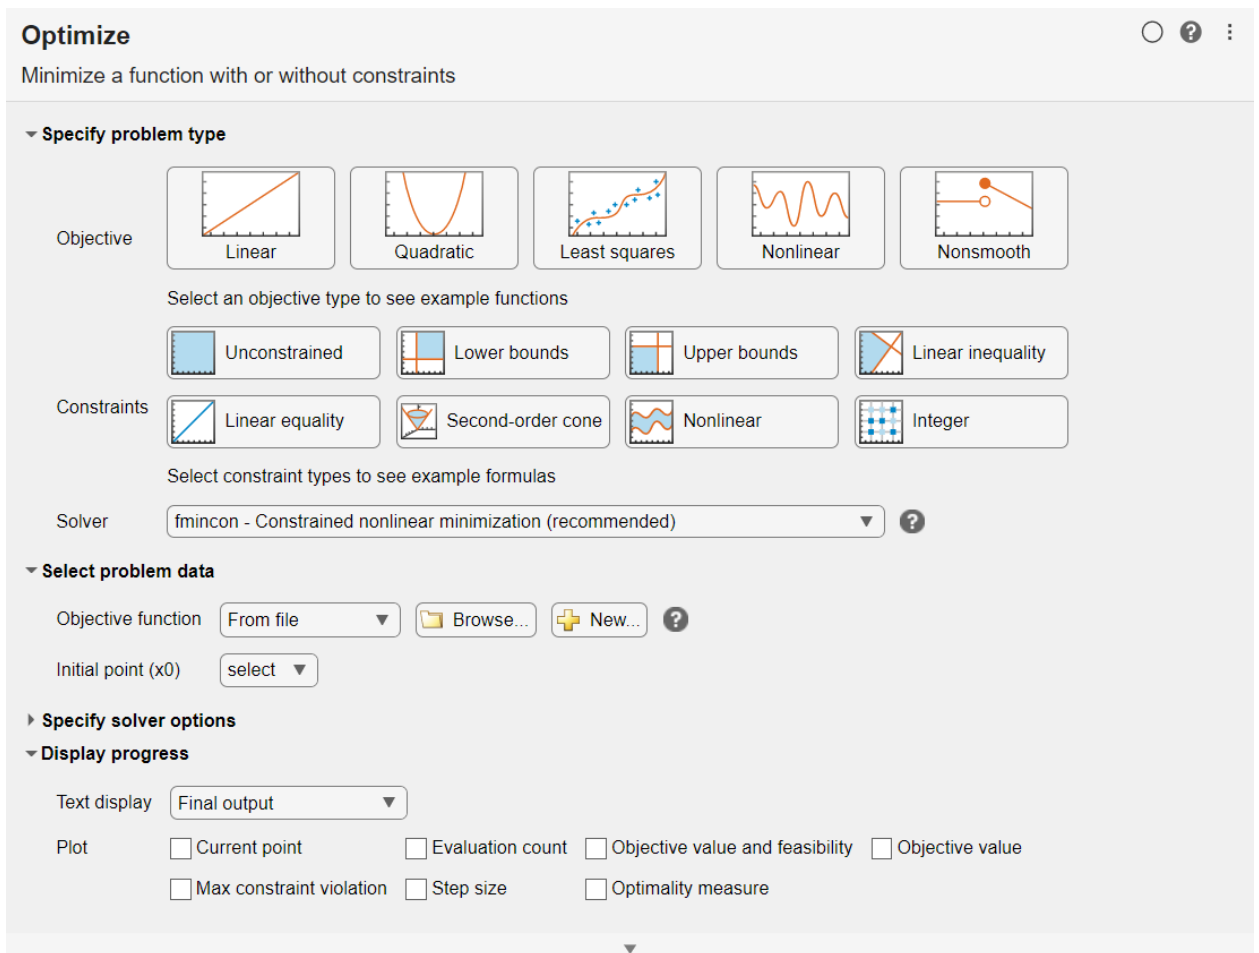 Optimize
Minimize a function with or without constraints
Specify problem type
Objective
Linear
Quadratic
Least squares
Nonlinear
Nonsmooth
Select an objective type to see example functions
Constraints
Unconstrained
Lower bounds
Upper bounds
Linear inequality
Linear equality
Second-order cone
Nonlinear
Integer
Select constraint types to see example formulas
Solver
fmincon - Constrained nonlinear minimization (recommended)
?
Select problem data
Objective function
From file
Browse...
New...
?
Initial point (x0)
select
Specify solver options
Display progress
Text display
Final output
Plot
Current point
Evaluation count
Objective value and feasibility
Objective value
Max constraint violation
Step size
Optimality measure